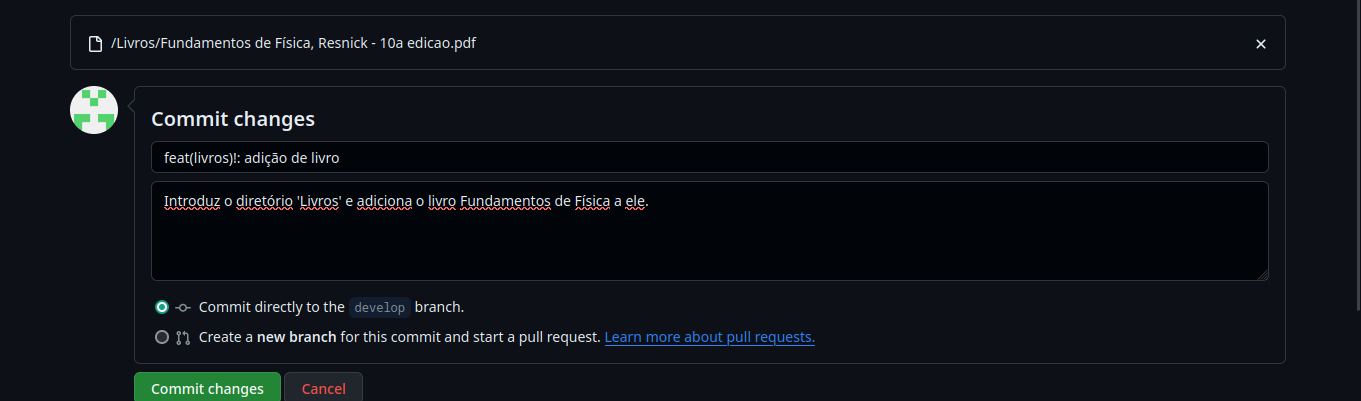 /Livros/Fundamentos de Física, Resnick - 10a edicao.pdf
Commit changes
feat(livros)!: adição de livro
Introduz o diretório 'Livros' e adiciona o livro Fundamentos de Física a ele.
Commit directly to the develop branch.
Create a new branch for this commit and start a pull request. Learn more about pull requests.
Commit changes Cancel